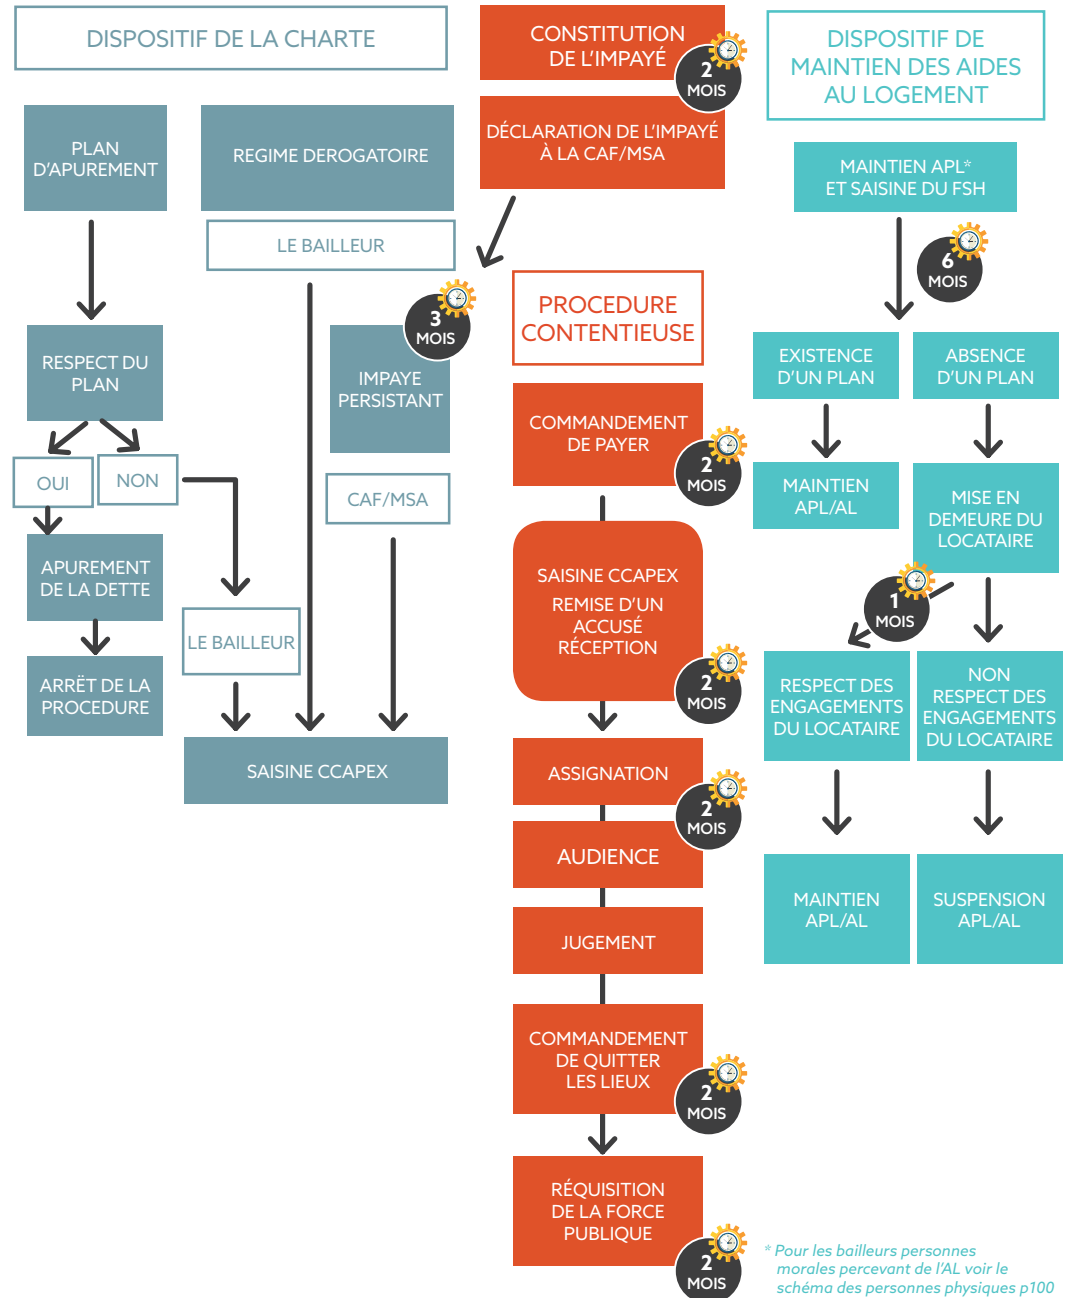 DISPOSITIF DE LA CHARTE
PLAN
D'APUREMENT
REGIME DEROGATOIRE
LE BAILLEUR
RESPECT DU
PLAN
OUI
NON
APUREMENT
DE LA DETTE
ARRËT DE LA
PROCEDURE
LE BAILLEUR
3
MOIS
IMPAYE
PERSISTANT
CAF/MSA
SAISINE CCAPEX
CONSTITUTION
DE L'IMPAYÉ
2
MOIS
DÉCLARATION DE L'IMPAYÉ
À LA CAF/MSA
PROCEDURE
CONTENTIEUSE
COMMANDEMENT
DE PAYER
2
MOIS
SAISINE CCAPEX
REMISE D'UN
ACCUSÉ
RÉCEPTION
2
MOIS
ASSIGNATION
2
MOIS
AUDIENCE
JUGEMENT
COMMANDEMENT
DE QUITTER
LES LIEUX
2
MOIS
RÉQUISITION
DE LA FORCE
PUBLIQUE
2
MOIS
DISPOSITIF DE
MAINTIEN DES AIDES
AU LOGEMENT
MAINTIEN APL*
ET SAISINE DU FSH
6
MOIS
EXISTENCE
D'UN PLAN
ABSENCE
D'UN PLAN
MAINTIEN
APL/AL
MISE EN
DEMEURE DU
LOCATAIRE
1
MOIS
RESPECT DES
ENGAGEMENTS
DU LOCATAIRE
NON
RESPECT DES
ENGAGEMENTS
DU LOCATAIRE
MAINTIEN
APL/AL
SUSPENSION
APL/AL
* Pour les bailleurs personnes
morales percevant de l'AL voir le
schéma des personnes physiques p100